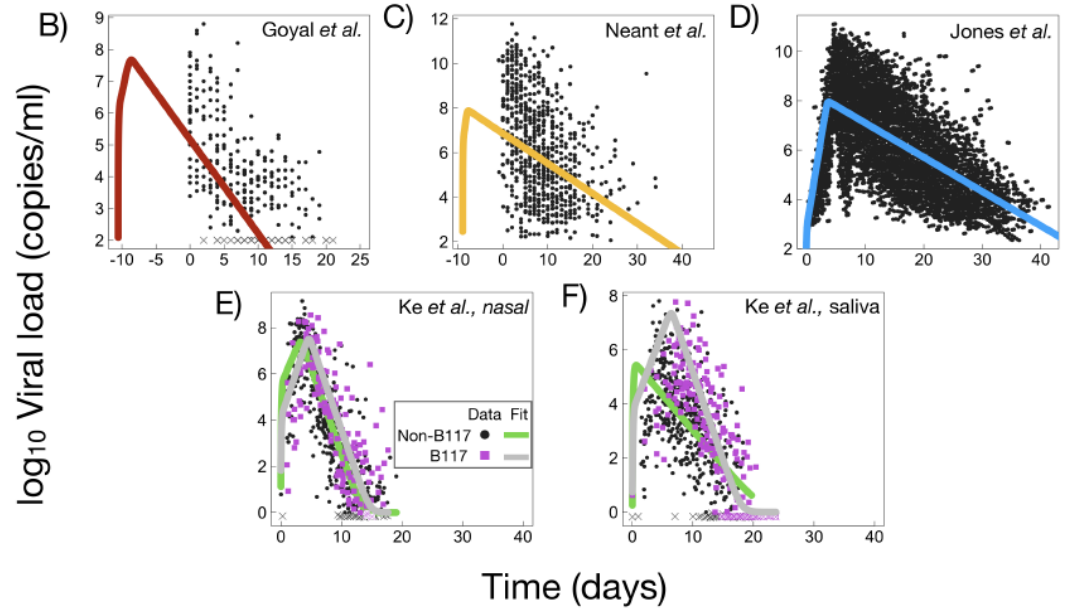 B)
Goyal et al.
9
8
7
6
5
4
3
2
-10 -5 0 5 10 15 20 25
C)
Neant et al.
12
10
8
6
4
2
-10 0 10 20 30 40
D)
Jones et al.
10
8
6
4
2
0 10 20 30 40
E)
Ke et al., nasal
8
6
4
2
0
0 10 20 30 40
Data Fit
Non-B117
B117
F)
Ke et al., saliva
8
6
4
2
0
0 10 20 30 40
log10 Viral load (copies/ml)
Time (days)